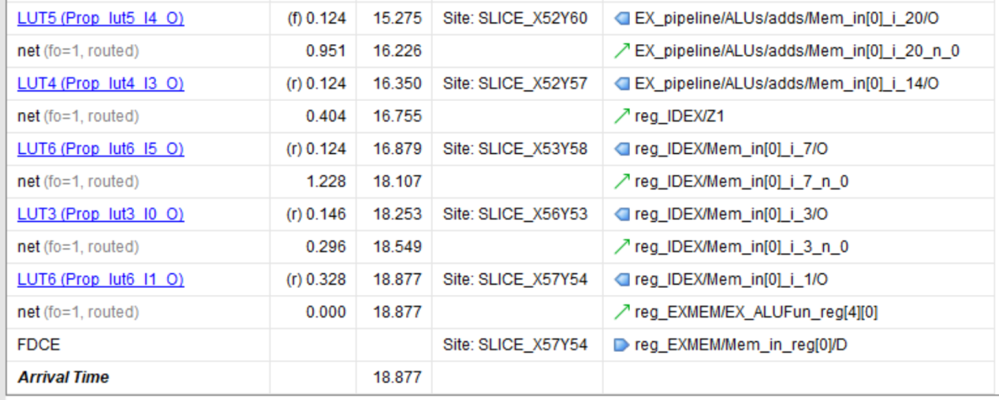 LUT5 (Prop_lut5_I4_O) (f) 0.124 15.275 Site: SLICE_X52Y60 EX_pipeline/ALUs/adds/Mem_in[0]_i_20/O
net (fo=1, routed) 0.951 16.226 EX_pipeline/ALUs/adds/Mem_in[0]_i_20_n_0
LUT4 (Prop_lut4_I3_O) (r) 0.124 16.350 Site: SLICE_X52Y57 EX_pipeline/ALUs/adds/Mem_in[0]_i_14/O
net (fo=1, routed) 0.404 16.755 reg_IDEX/Z1
LUT6 (Prop_lut6_I5_O) (r) 0.124 16.879 Site: SLICE_X53Y58 reg_IDEX/Mem_in[0]_i_7/O
net (fo=1, routed) 1.228 18.107 reg_IDEX/Mem_in[0]_i_7_n_0
LUT3 (Prop_lut3_I0_O) (r) 0.146 18.253 Site: SLICE_X56Y53 reg_IDEX/Mem_in[0]_i_3/O
net (fo=1, routed) 0.296 18.549 reg_IDEX/Mem_in[0]_i_3_n_0
LUT6 (Prop_lut6_I1_O) (r) 0.328 18.877 Site: SLICE_X57Y54 reg_IDEX/Mem_in[0]_i_1/O
net (fo=1, routed) 0.000 18.877 reg_EXMEM/EX_ALUFun_reg[4][0]
FDCE Site: SLICE_X57Y54 reg_EXMEM/Mem_in_reg[0]/D
Arrival Time 18.877